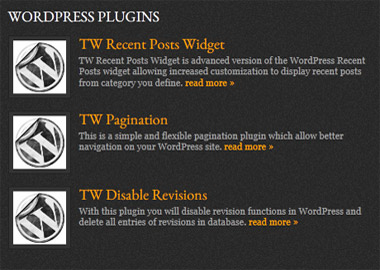 WORDPRESS PLUGINS
TW Recent Posts Widget
TW Recent Posts Widget is advanced version of the WordPress Recent
Posts widget allowing increased customization to display recent posts
from category you define. read more »
TW Pagination
This is a simple and flexible pagination plugin which allow better
navigation on your WordPress site. read more »
TW Disable Revisions
With this plugin you will disable revision functions in WordPress and
delete all entries of revisions in database. read more »